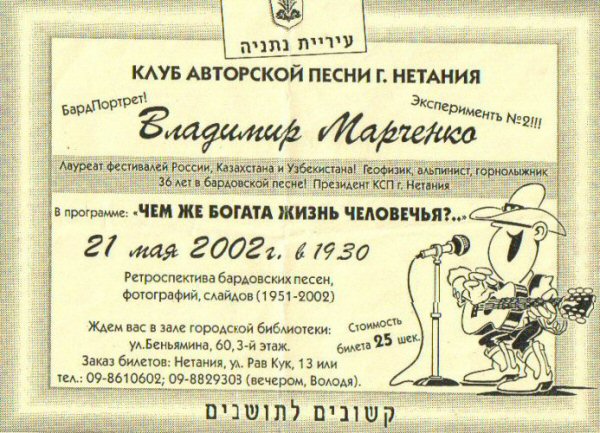 עיריית נתניה
КЛУБ АВТОРСКОЙ ПЕСНИ Г. НЕТАНИЯ
БардПортрет!
Экспериментъ №2!!!
Владимир Марченко
Лауреат фестивалей России, Казахстана и Узбекистана! Геофизик, альпинист, горнолыжник
36 лет в бардовской песне! Президент КСП г. Нетания
В программе: «ЧЕМ ЖЕ БОГАТА ЖИЗНЬ ЧЕЛОВЕЧЬЯ?..»
21 мая 2002г. в 1930
Ретроспектива бардовских песен,
фотографий, слайдов (1951-2002)
Ждем вас в зале городской библиотеки:
ул.Беньямина, 60, 3-й этаж.
Стоимость
билета 25 шек.
Заказ билетов: Нетания, ул. Рав Кук, 13 или
тел.: 09-8610602; 09-8829303 (вечером, Володя).
קשובים לתושבים